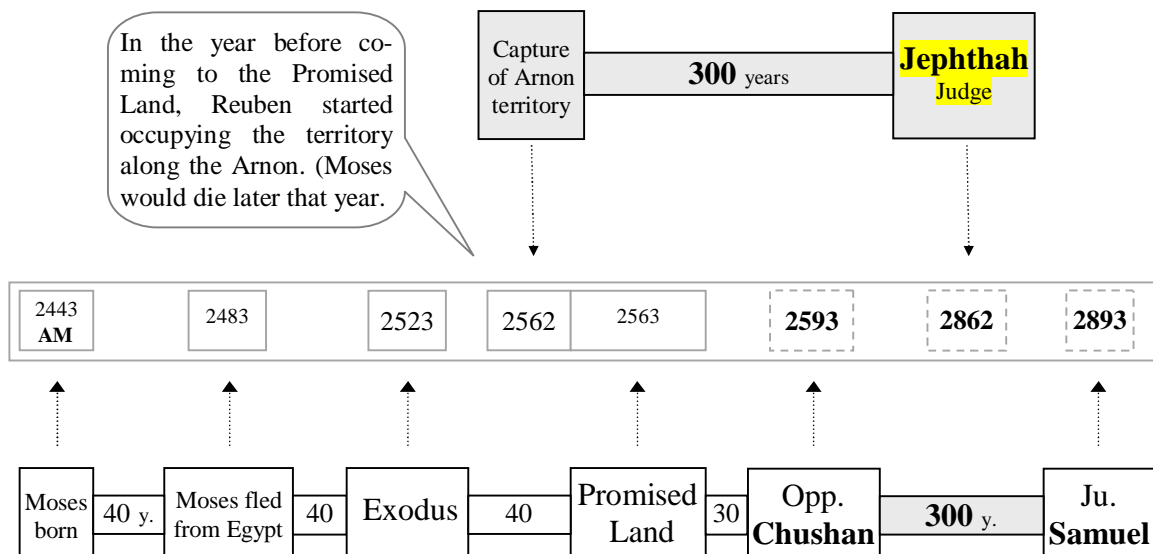 In the year before co-
ming to the Promised
Land, Reuben started
occupying the territory
along the Arnon. (Moses
would die later that year.
Capture
of Arnon
territory
300 years
Jephthah
Judge
2443
AM
2483
2523
2562
2563
2593
2862
2893
Moses
born
40 y.
Moses fled
from Egypt
40
Exodus
40
Promised
Land
30
Opp.
Chushan
300 y.
Ju.
Samuel